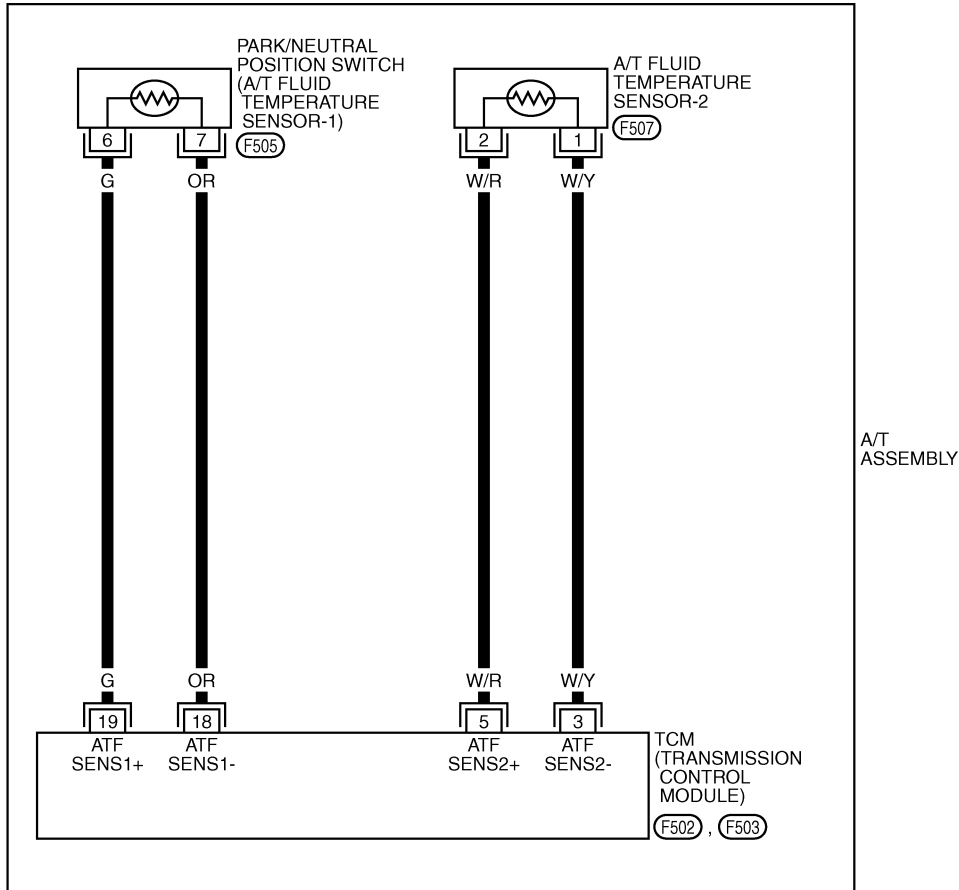 PARK/NEUTRAL
POSITION SWITCH
(A/T FLUID
TEMPERATURE
SENSOR-1)
F505
A/T FLUID
TEMPERATURE
SENSOR-2
F507
6 7 2 1
G OR W/R W/Y
A/T
ASSEMBLY
G OR W/R W/Y
19 18 5 3
ATF ATF ATF ATF
SENS1+ SENS1- SENS2+ SENS2-
TCM
(TRANSMISSION
CONTROL
MODULE)
F502 , F503